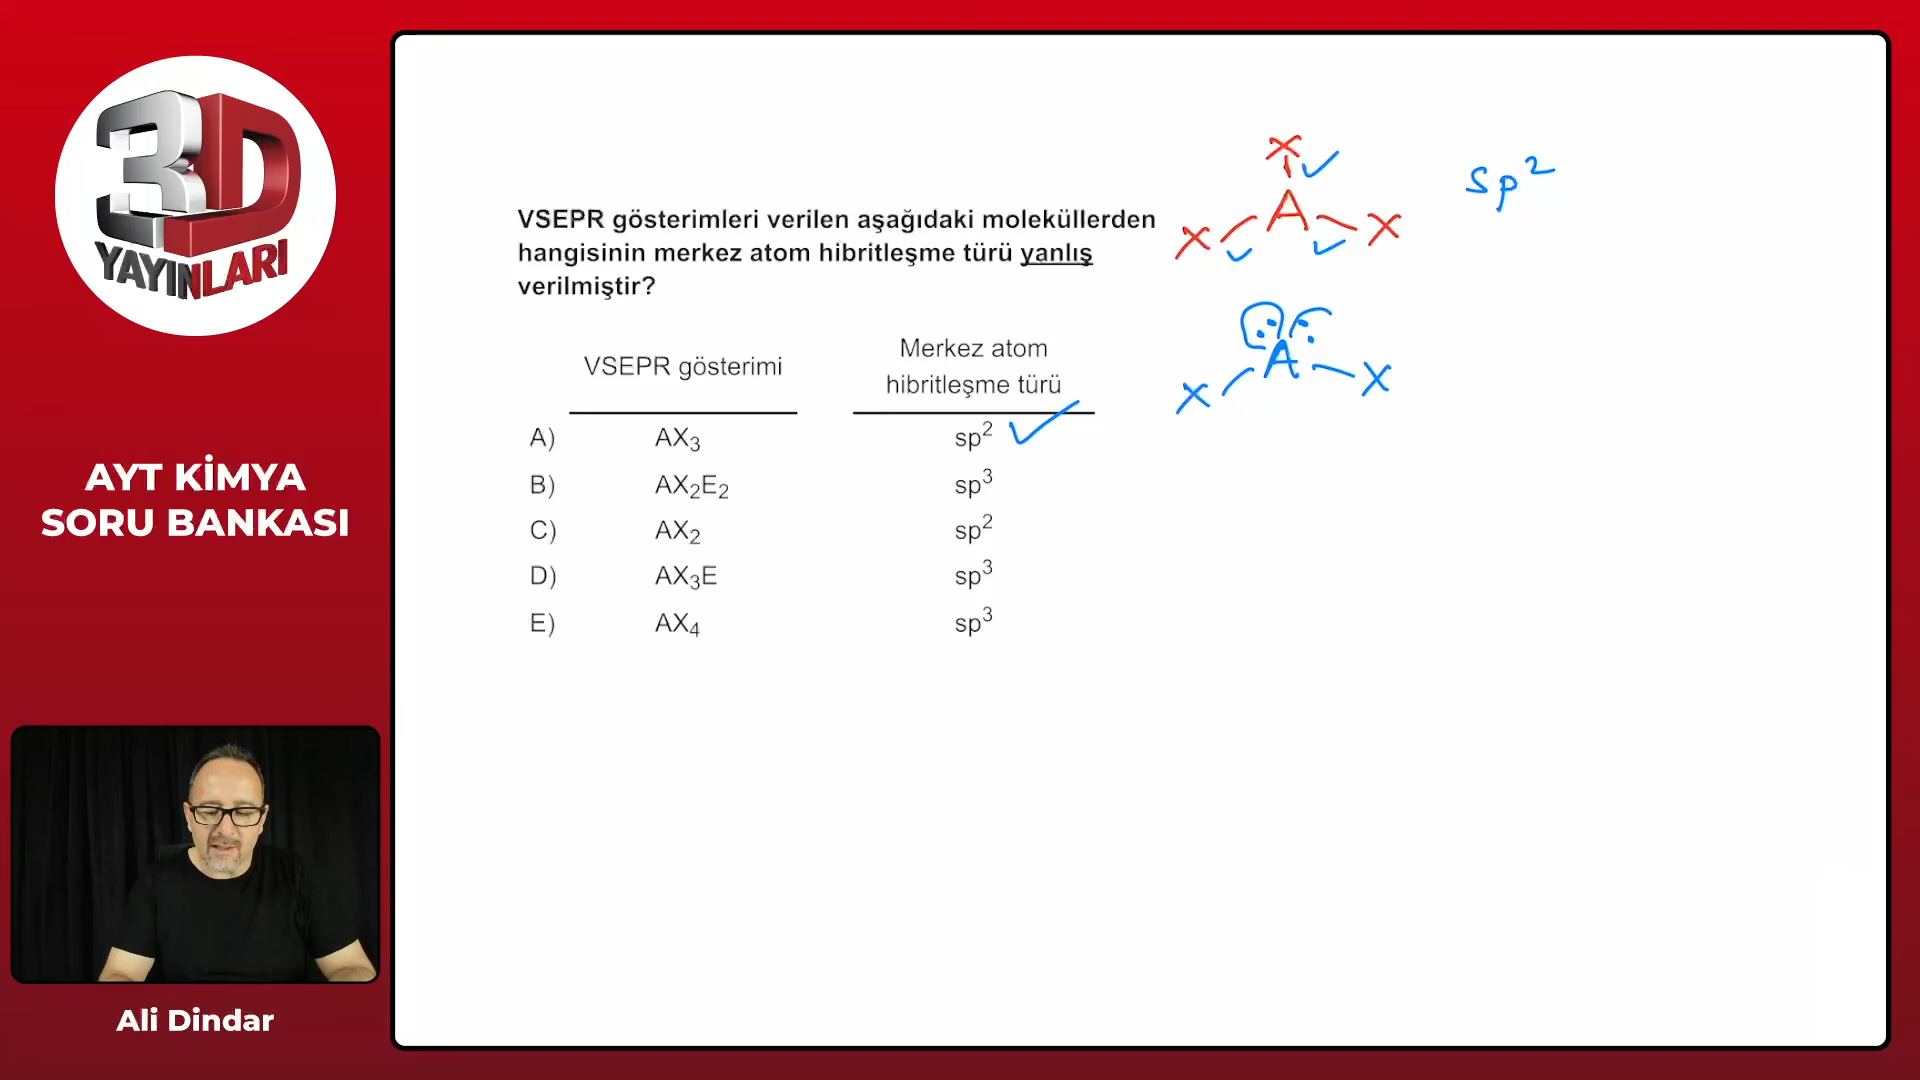 3D
YAYINLARI
AYT KİMYA
SORU BANKASI
Ali Dindar
VSEPR gösterimleri verilen aşağıdaki moleküllerden
hangisinin merkez atom hibritleşme türü yanlış
verilmiştir?
VSEPR gösterimi
Merkez atom
hibritleşme türü
A) AX₃ sp²
B) AX₂E₂ sp³
C) AX₂ sp²
D) AX₃E sp³
E) AX₄ sp³
X
X A X
sp²
A
X X